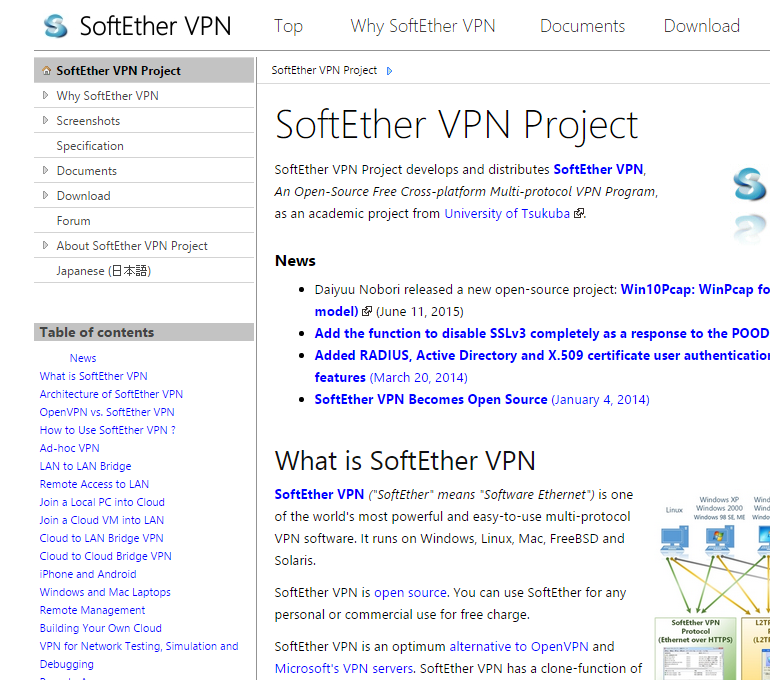 SoftEther VPN
Top
Why SoftEther VPN
Documents
Download
SoftEther VPN Project
Why SoftEther VPN
Screenshots
Specification
Documents
Download
Forum
About SoftEther VPN Project
Japanese (日本語)
Table of contents
News
What is SoftEther VPN
Architecture of SoftEther VPN
OpenVPN vs. SoftEther VPN
How to Use SoftEther VPN ?
Ad-hoc VPN
LAN to LAN Bridge
Remote Access to LAN
Join a Local PC into Cloud
Join a Cloud VM into LAN
Cloud to LAN Bridge VPN
Cloud to Cloud Bridge VPN
iPhone and Android
Windows and Mac Laptops
Remote Management
Building Your Own Cloud
VPN for Network Testing, Simulation and
Debugging
SoftEther VPN Project
SoftEther VPN Project
SoftEther VPN Project develops and distributes SoftEther VPN,
An Open-Source Free Cross-platform Multi-protocol VPN Program,
as an academic project from University of Tsukuba.
News
Daiyuu Nobori released a new open-source project: Win10Pcap: WinPcap fo
model) (June 11, 2015)
Add the function to disable SSLv3 completely as a response to the POOD
Added RADIUS, Active Directory and X.509 certificate user authentication
features (March 20, 2014)
SoftEther VPN Becomes Open Source (January 4, 2014)
What is SoftEther VPN
SoftEther VPN ("SoftEther" means "Software Ethernet") is one
of the world's most powerful and easy-to-use multi-protocol
VPN software. It runs on Windows, Linux, Mac, FreeBSD and
Solaris.
SoftEther VPN is open source. You can use SoftEther for any
personal or commercial use for free charge.
SoftEther VPN is an optimum alternative to OpenVPN and
Microsoft's VPN servers. SoftEther VPN has a clone-function of
Linux
Windows XP
Windows 2000
Windows 98 SE, ME
SoftEther VPN
Protocol
(Ethernet over HTTPS)
L2TP